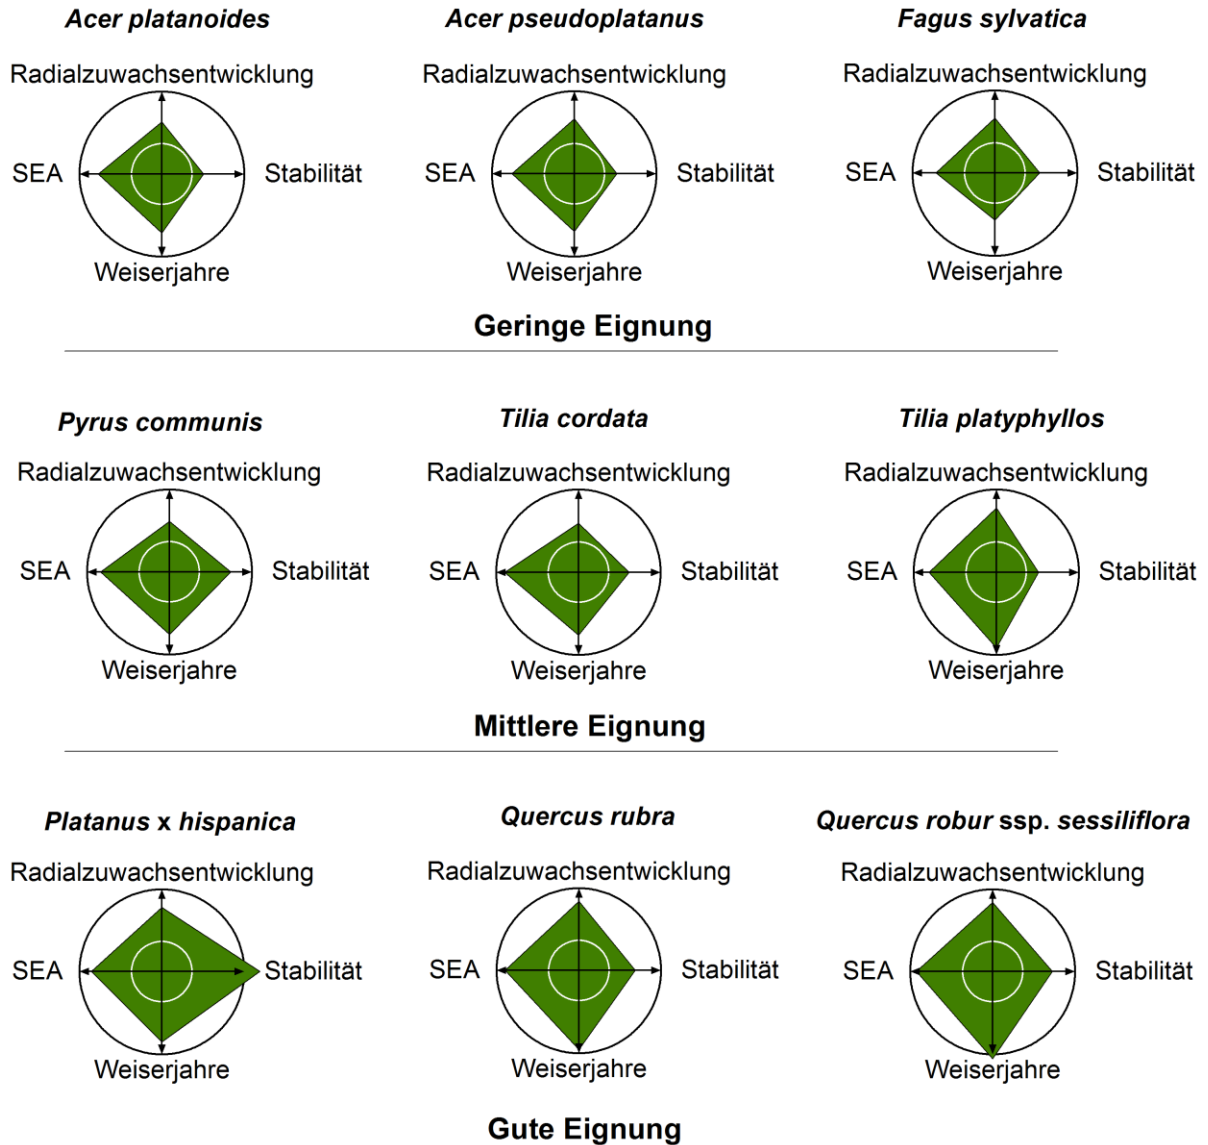 Acer platanoides
Acer pseudoplatanus
Fagus sylvatica
Radialzuwachsentwicklung
Radialzuwachsentwicklung
Radialzuwachsentwicklung
SEA
Stabilität
SEA
Stabilität
SEA
Stabilität
Weiserjahre
Weiserjahre
Weiserjahre
Geringe Eignung
Pyrus communis
Tilia cordata
Tilia platyphyllos
Radialzuwachsentwicklung
Radialzuwachsentwicklung
Radialzuwachsentwicklung
SEA
Stabilität
SEA
Stabilität
SEA
Stabilität
Weiserjahre
Weiserjahre
Weiserjahre
Mittlere Eignung
Platanus x hispanica
Quercus rubra
Quercus robur ssp. sessiliflora
Radialzuwachsentwicklung
Radialzuwachsentwicklung
Radialzuwachsentwicklung
SEA
Stabilität
SEA
Stabilität
SEA
Stabilität
Weiserjahre
Weiserjahre
Weiserjahre
Gute Eignung